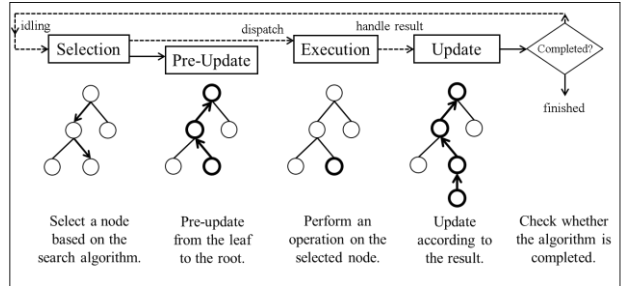 idling
dispatch
handle result
Selection
Pre-Update
Execution
Update
Completed?
finished
Select a node
based on the
search algorithm.
Pre-update
from the leaf
to the root.
Perform an
operation on the
selected node.
Update
according to
the result.
Check whether
the algorithm is
completed.